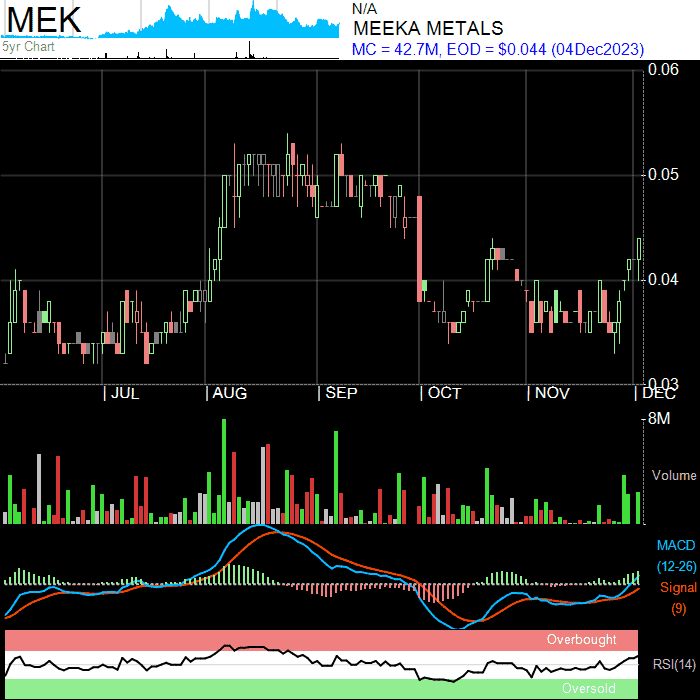 MEK
5yr Chart
N/A
MEEKA METALS
MC = 42.7M, EOD = $0.044 (04Dec2023)
0.06
0.05
0.04
0.03
JUL
AUG
SEP
OCT
NOV
DEC
8M
Volume
MACD
(12-26)
Signal
(9)
Overbought
RSI(14)
Oversold